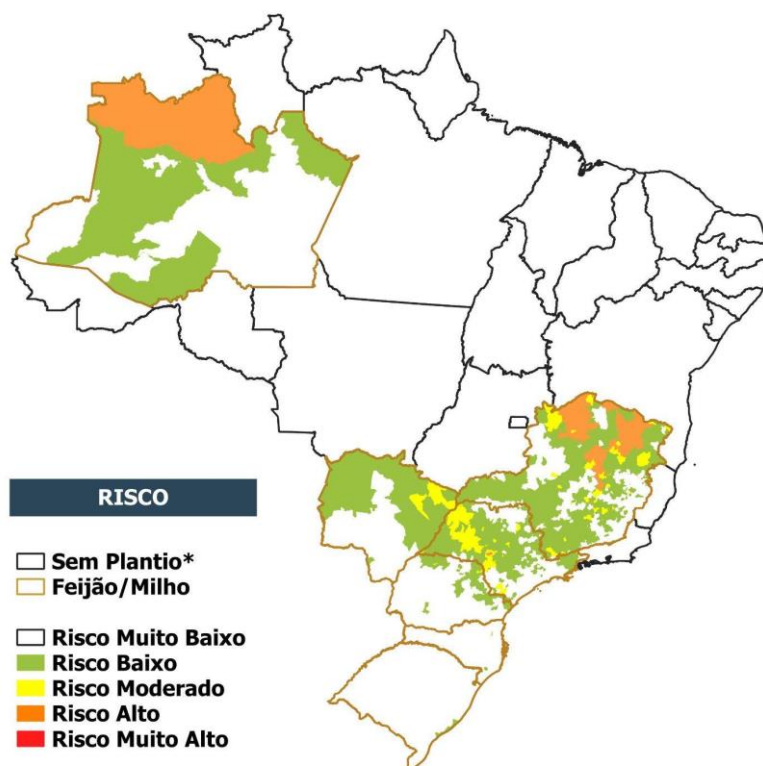 RISCO
Sem Plantio*
Feijão/Milho
Risco Muito Baixo
Risco Baixo
Risco Moderado
Risco Alto
Risco Muito Alto